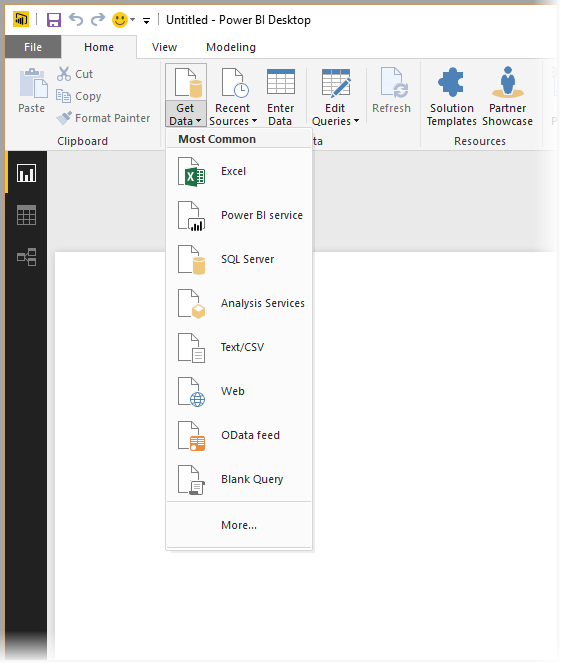 Untitled - Power BI Desktop
File Home View Modeling
Cut
Copy
Format Painter
Paste
Clipboard
Get Data
Recent Sources
Enter Data
Edit Queries
Refresh
Solution Templates
Partner Showcase
Resources
Most Common
Excel
Power BI service
SQL Server
Analysis Services
Text/CSV
Web
OData feed
Blank Query
More...